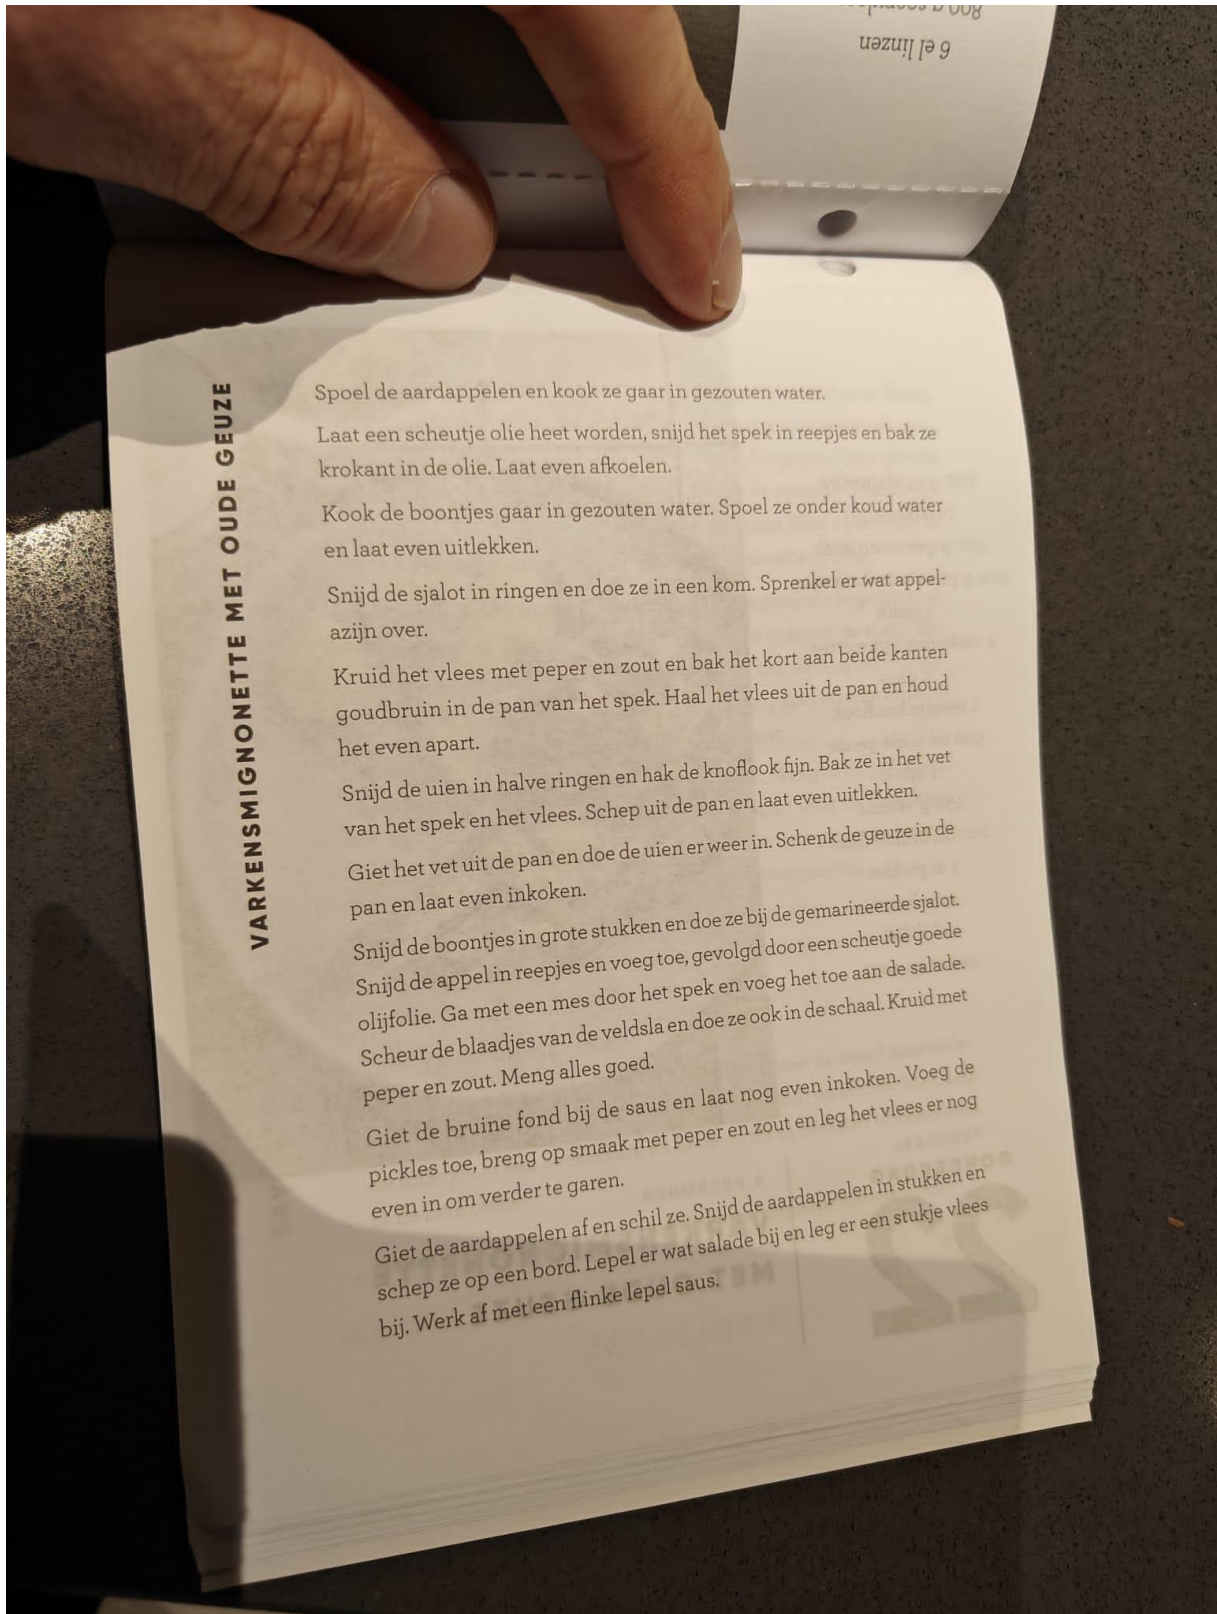 6 el linzen
VARKENSMIGNONETTE MET OUDE GEUZE
Spoel de aardappelen en kook ze gaar in gezouten water.
Laat een scheutje olie heet worden, snijd het spek in reepjes en bak ze
krokant in de olie. Laat even afkoelen.
Kook de boontjes gaar in gezouten water. Spoel ze onder koud water
en laat even uitlekken.
Snijd de sjalot in ringen en doe ze in een kom. Sprenkel er wat appel-
azijn over.
Kruid het vlees met peper en zout en bak het kort aan beide kanten
goudbruin in de pan van het spek. Haal het vlees uit de pan en houd
het even apart.
Snijd de uien in halve ringen en hak de knoflook fijn. Bak ze in het vet
van het spek en het vlees. Schep uit de pan en laat even uitlekken.
Giet het vet uit de pan en doe de uien er weer in. Schenk de geuze in de
pan en laat even inkoken.
Snijd de boontjes in grote stukken en doe ze bij de gemarineerde sjalot.
Snijd de appel in reepjes en voeg toe, gevolgd door een scheutje goede
olijfolie. Ga met een mes door het spek en voeg het toe aan de salade.
Scheur de blaadjes van de veldsla en doe ze ook in de schaal. Kruid met
peper en zout. Meng alles goed.
Giet de bruine fond bij de saus en laat nog even inkoken. Voeg de
pickles toe, breng op smaak met peper en zout en leg het vlees er nog
even in om verder te garen.
Giet de aardappelen af en schil ze. Snijd de aardappelen in stukken en
schep ze op een bord. Lepel er wat salade bij en leg er een stukje vlees
bij. Werk af met een flinke lepel saus.
22